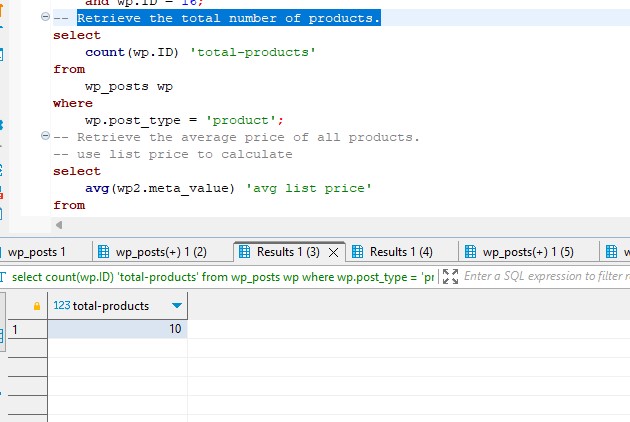 and wp.ID = 16;
-- Retrieve the total number of products.
select
count(wp.ID) 'total-products'
from
wp_posts wp
where
wp.post_type = 'product';
-- Retrieve the average price of all products.
-- use list price to calculate
select
avg(wp2.meta_value) 'avg list price'
from
wp_posts 1
wp_posts(+) 1 (2)
Results 1 (3)
Results 1 (4)
wp_posts(+) 1 (5)
select count(wp.ID) 'total-products' from wp_posts wp where wp.post_type = 'pr
Enter a SQL expression to filter r
123 total-products
1
10